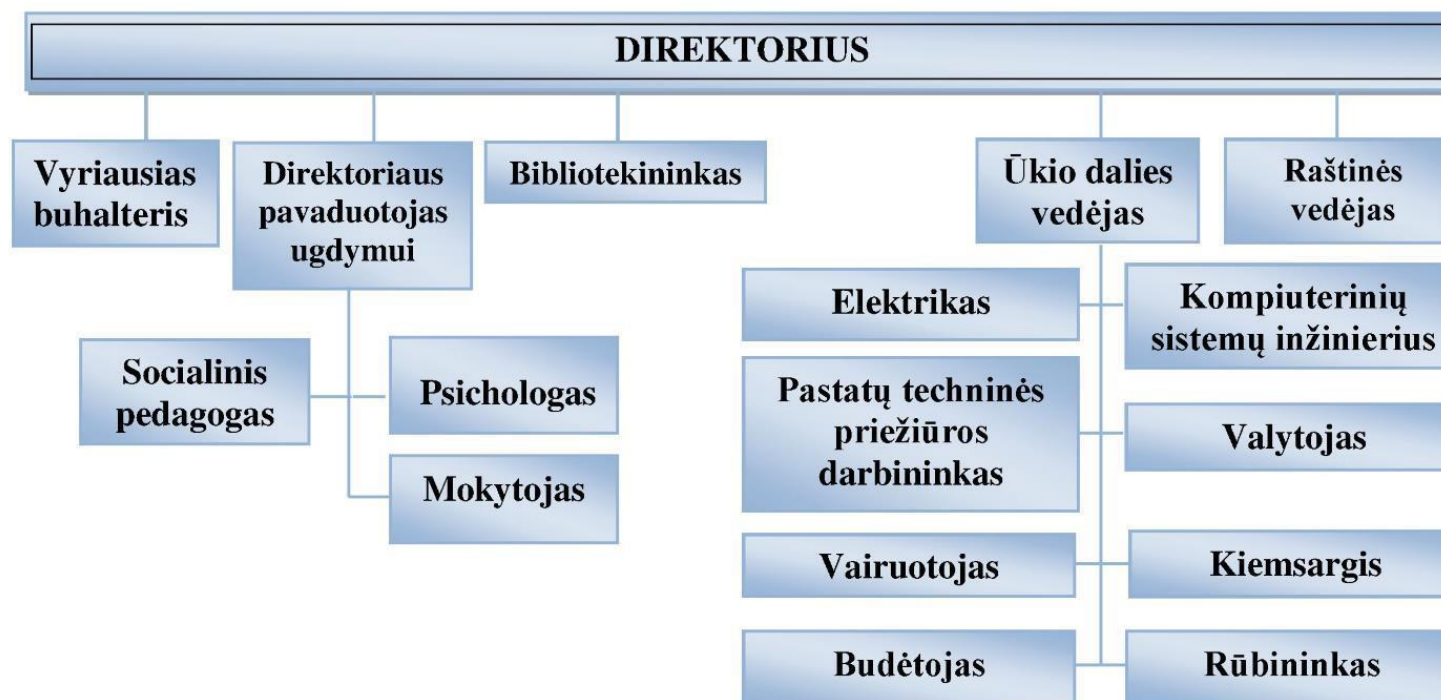 DIREKTORIUS
Vyriausias
buhalteris
Direktoriaus
pavaduotojas
ugdymui
Bibliotekininkas
Ūkio dalies
vedėjas
Raštinės
vedėjas
Socialinis
pedagogas
Psichologas
Mokytojas
Elektrikas
Kompiuterinių
sistemų inžinierius
Pastatų techninės
priežiūros
darbininkas
Valytojas
Vairuotojas
Kiemsargis
Budėtojas
Rūbininkas